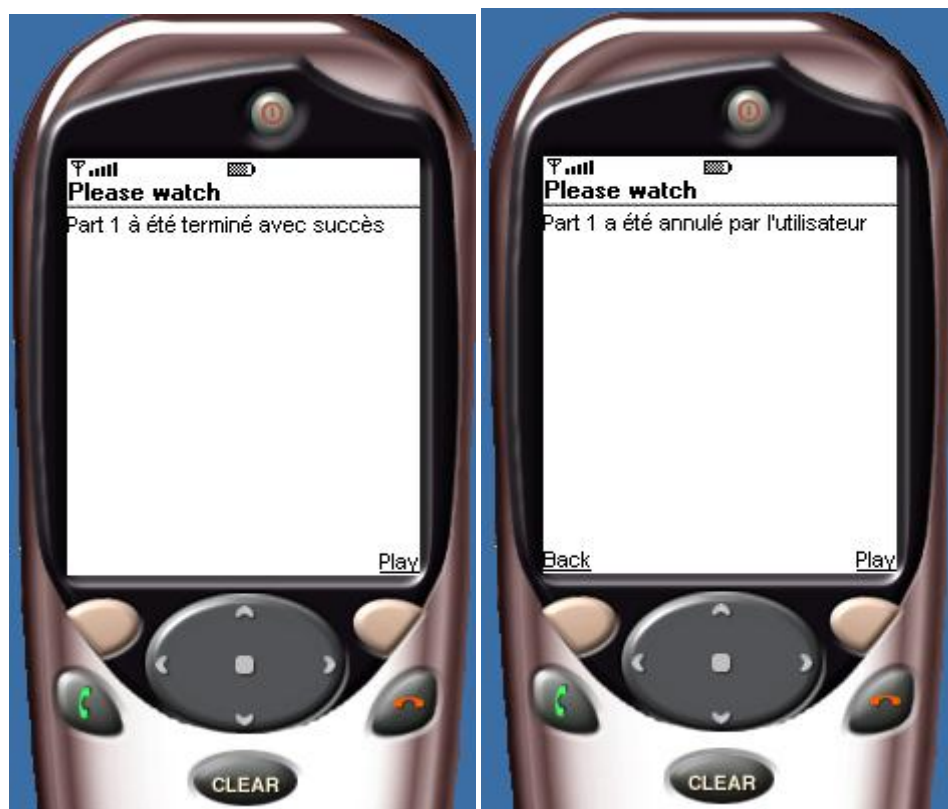 Please watch
Part 1 à été terminé avec succès
Play
CLEAR
Please watch
Part 1 a été annulé par l'utilisateur
Back Play
CLEAR